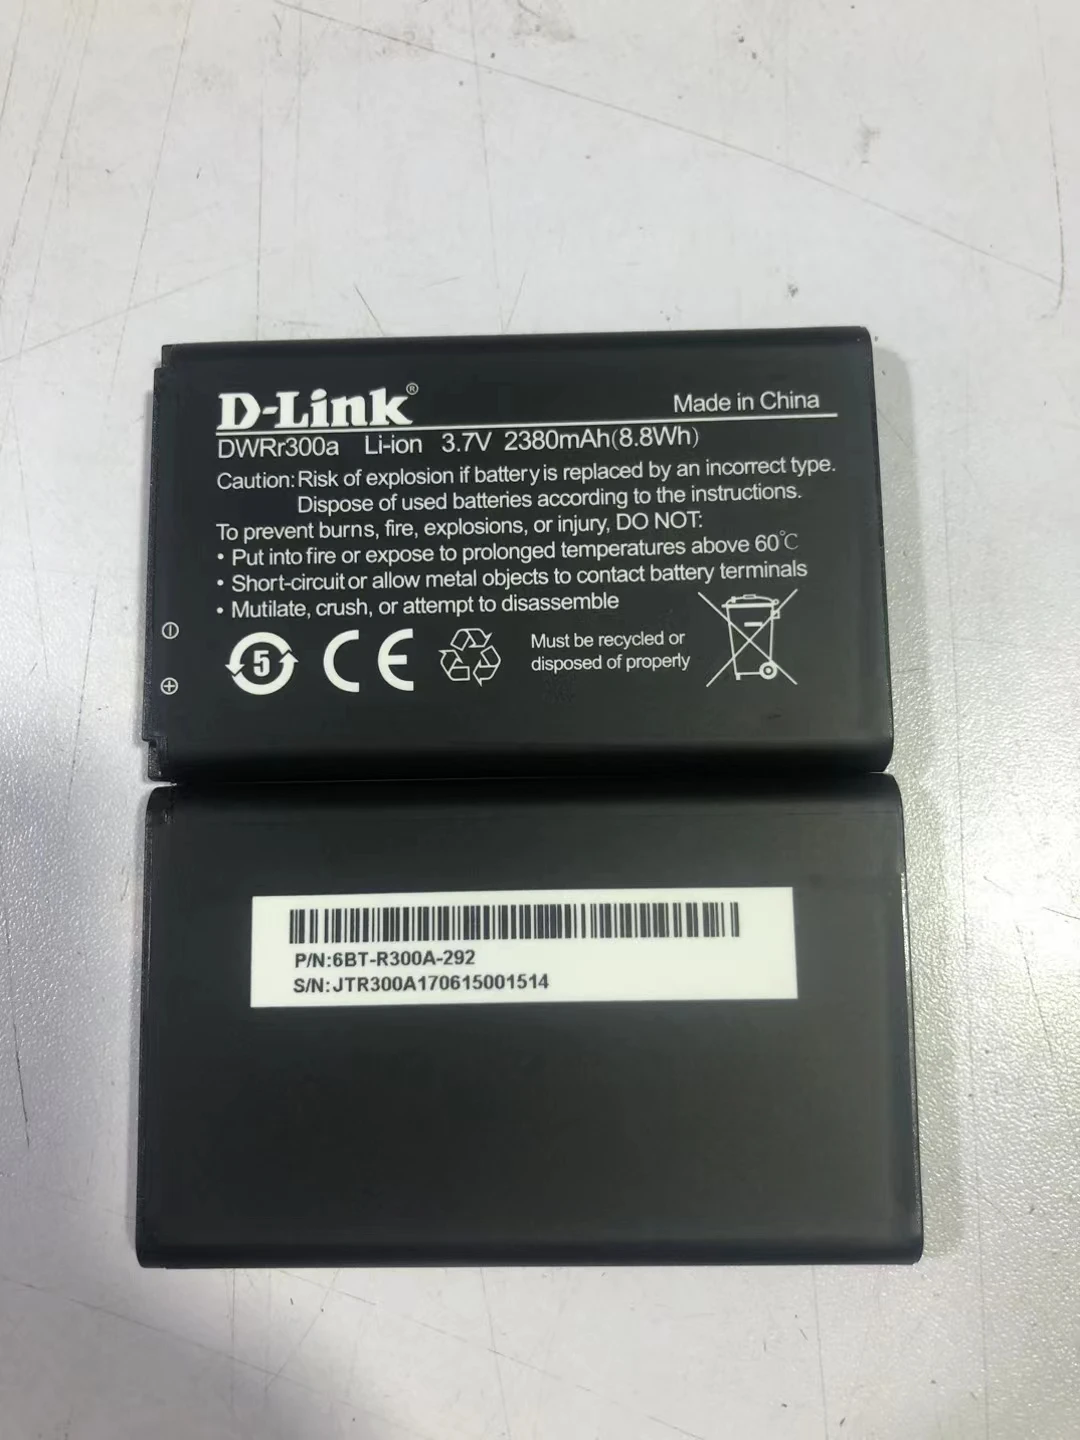 D-Link®
Made in China
DWRr300a Li-ion 3.7V 2380mAh(8.8Wh)
Caution: Risk of explosion if battery is replaced by an incorrect type.
Dispose of used batteries according to the instructions.
To prevent burns, fire, explosions, or injury, DO NOT:
• Put into fire or expose to prolonged temperatures above 60℃
• Short-circuit or allow metal objects to contact battery terminals
• Mutilate, crush, or attempt to disassemble
5 CE
Must be recycled or
disposed of properly
P/N:6BT-R300A-292
S/N:JTR300A170615001514